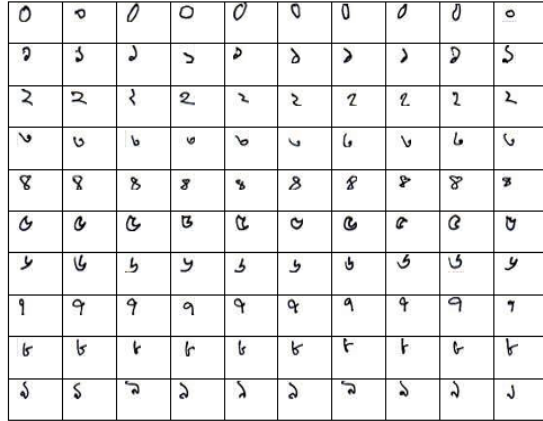 ০ ০ ০ ০ ০ ০ ০ ০ ০ ০
১ ১ ১ ১ ১ ১ ১ ১ ১ ১
২ ২ ২ ২ ২ ২ ২ ২ ২ ২
৩ ৩ ৩ ৩ ৩ ৩ ৩ ৩ ৩ ৩
৪ ৪ ৪ ৪ ৪ ৪ ৪ ৪ ৪ ৪
৫ ৫ ৫ ৫ ৫ ৫ ৫ ৫ ৫ ৫
৬ ৬ ৬ ৬ ৬ ৬ ৬ ৬ ৬ ৬
৭ ৭ ৭ ৭ ৭ ৭ ৭ ৭ ৭ ৭
৮ ৮ ৮ ৮ ৮ ৮ ৮ ৮ ৮ ৮
৯ ৯ ৯ ৯ ৯ ৯ ৯ ৯ ৯ ৯